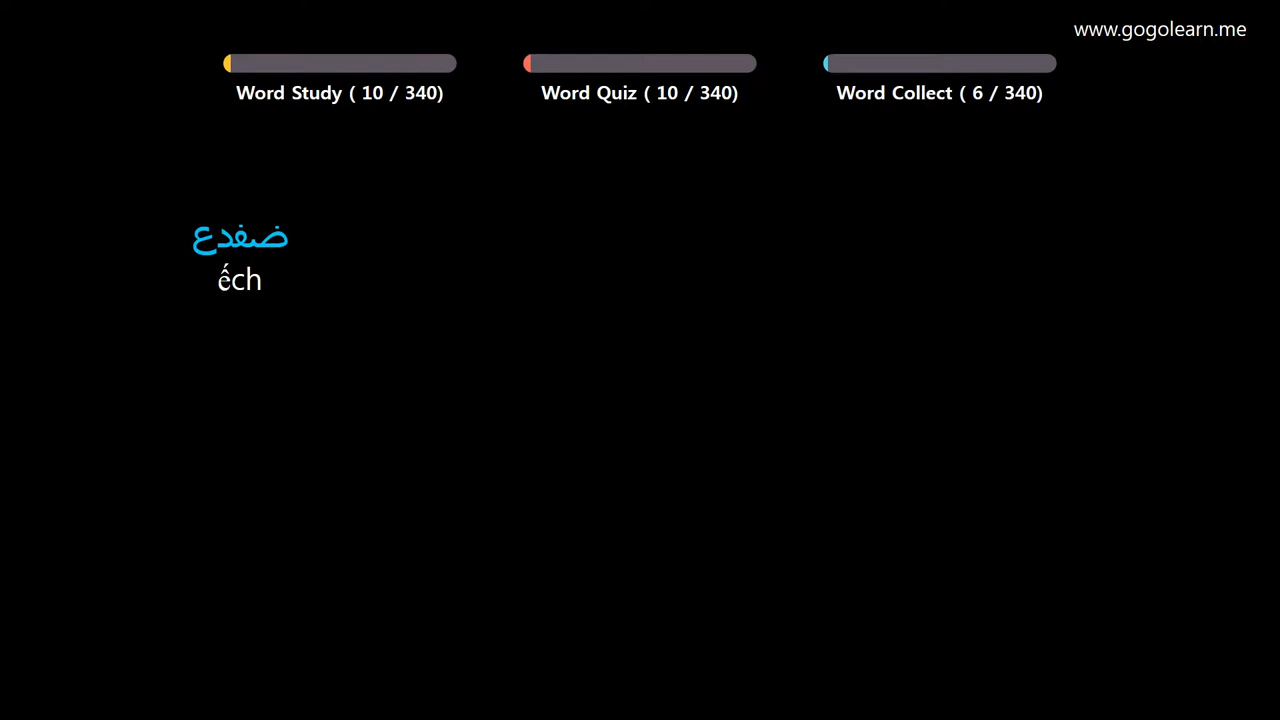 www.gogolearn.me
Word Study ( 10 / 340)
Word Quiz ( 10 / 340)
Word Collect ( 6 / 340)
ضفدع
ếch